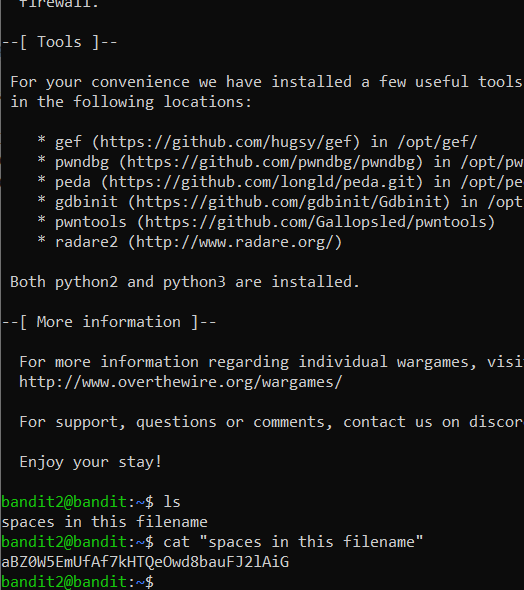 firewall.
--[ Tools ]--
For your convenience we have installed a few useful tools
in the following locations:
* gef (https://github.com/hugsy/gef) in /opt/gef/
* pwndbg (https://github.com/pwndbg/pwndbg) in /opt/pw
* peda (https://github.com/longld/peda.git) in /opt/pe
* gdbinit (https://github.com/gdbinit/Gdbinit) in /opt
* pwntools (https://github.com/Gallopsled/pwntools)
* radare2 (http://www.radare.org/)
Both python2 and python3 are installed.
--[ More information ]--
For more information regarding individual wargames, visi
http://www.overthewire.org/wargames/
For support, questions or comments, contact us on discor
Enjoy your stay!
bandit2@bandit:~$ ls
spaces in this filename
bandit2@bandit:~$ cat "spaces in this filename"
aBZ0W5EmUfAf7kHTQeOwd8bauFJ2lAiG
bandit2@bandit:~$